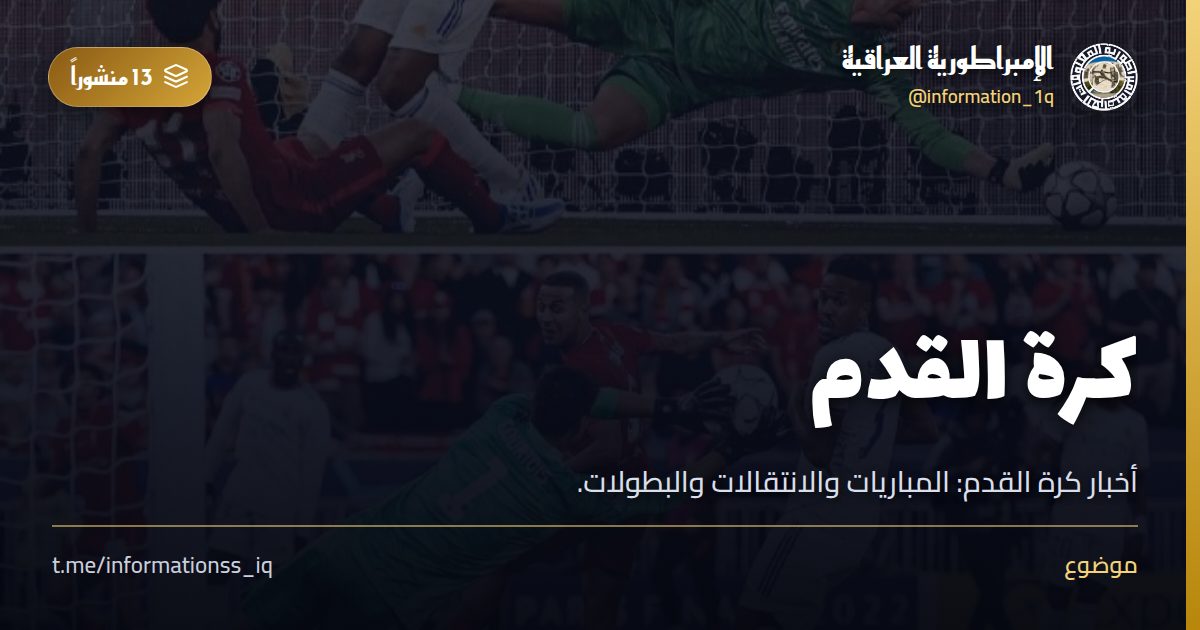 الإمبراطورية العراقية
@information_1q
13 منشوراً
كرة القدم
أخبار كرة القدم: المباريات والانتقالات والبطولات.
موضوع
t.me/informationss_iq